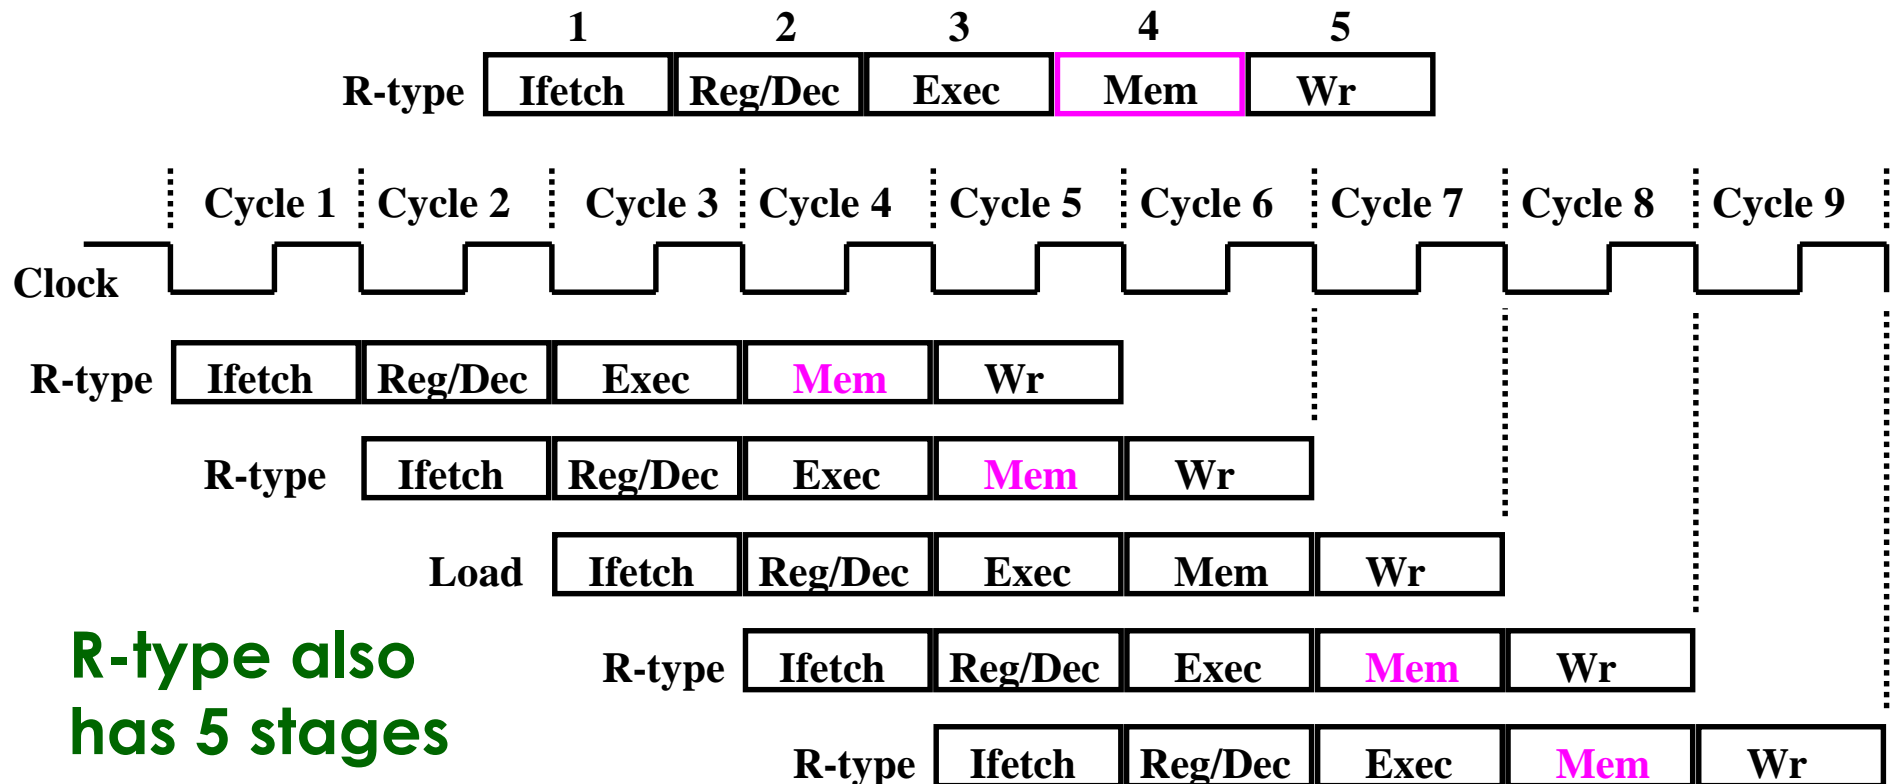 1 2 3 4 5
R-type Ifetch Reg/Dec Exec Mem Wr
Cycle 1 Cycle 2 Cycle 3 Cycle 4 Cycle 5 Cycle 6 Cycle 7 Cycle 8 Cycle 9
Clock
R-type Ifetch Reg/Dec Exec Mem Wr
R-type Ifetch Reg/Dec Exec Mem Wr
Load Ifetch Reg/Dec Exec Mem Wr
R-type Ifetch Reg/Dec Exec Mem Wr
R-type Ifetch Reg/Dec Exec Mem Wr
R-type also
has 5 stages